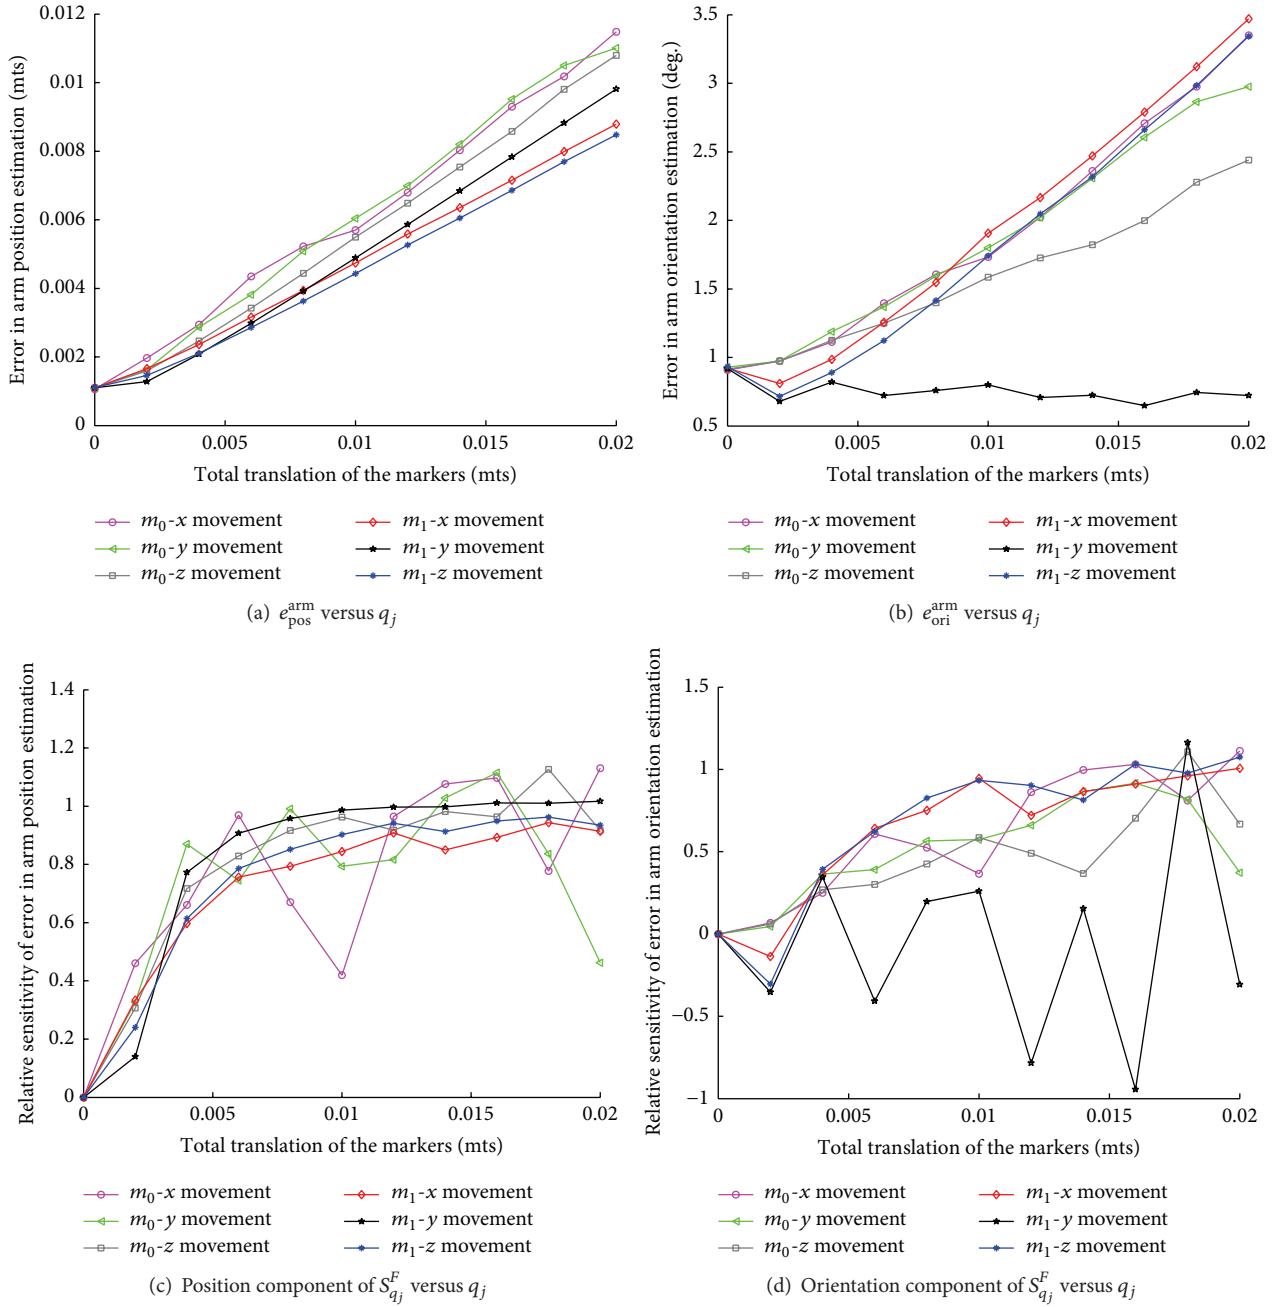 Error in arm position estimation (mts)
0.012
0.01
0.008
0.006
0.004
0.002
0
0 0.005 0.01 0.015 0.02
Total translation of the markers (mts)
m0-x movement m1-x movement
m0-y movement m1-y movement
m0-z movement m1-z movement
(a) e^arm_pos versus q_j
Error in arm orientation estimation (deg.)
3.5
3
2.5
2
1.5
1
0.5
0 0.005 0.01 0.015 0.02
Total translation of the markers (mts)
m0-x movement m1-x movement
m0-y movement m1-y movement
m0-z movement m1-z movement
(b) e^arm_ori versus q_j
Relative sensitivity of error in arm position estimation
1.4
1.2
1
0.8
0.6
0.4
0.2
0
0 0.005 0.01 0.015 0.02
Total translation of the markers (mts)
m0-x movement m1-x movement
m0-y movement m1-y movement
m0-z movement m1-z movement
(c) Position component of S^F_qj versus q_j
Relative sensitivity of error in arm orientation estimation
1.5
1
0.5
0
−0.5
−1
0 0.005 0.01 0.015 0.02
Total translation of the markers (mts)
m0-x movement m1-x movement
m0-y movement m1-y movement
m0-z movement m1-z movement
(d) Orientation component of S^F_qj versus q_j